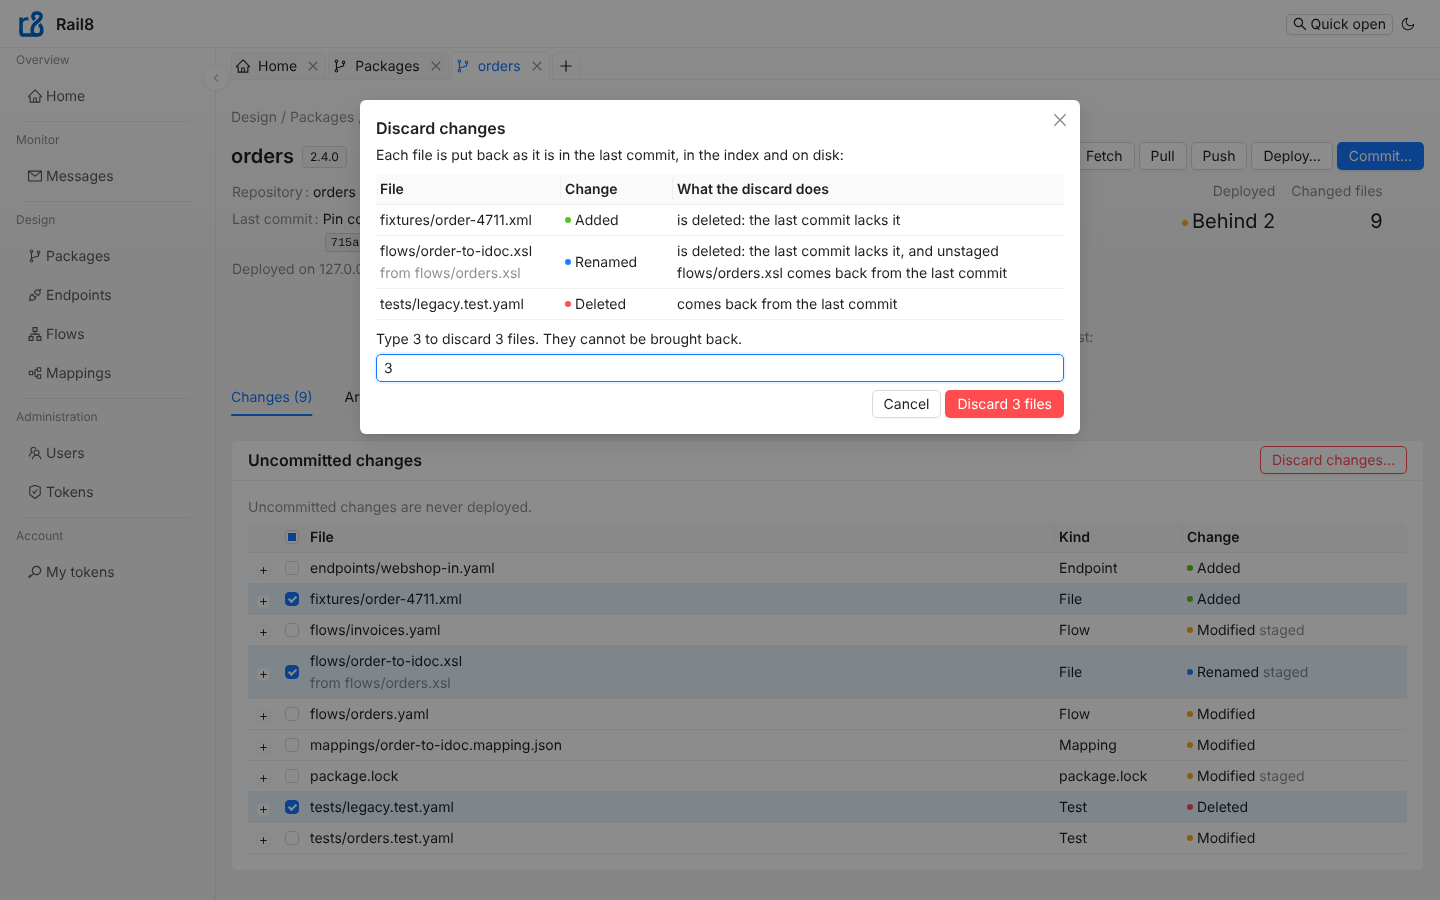 Rail8
Quick open
Overview
Home
Monitor
Messages
Design
Packages
Endpoints
Flows
Mappings
Administration
Users
Tokens
Account
My tokens
Home
Packages
orders
Design / Packages
orders 2.4.0
Fetch
Pull
Push
Deploy...
Commit...
Repository: orders
Last commit: Pin
715a
Deployed on 127.0.0
Deployed
Behind 2
Changed files
9
Changes (9)
Discard changes
Each file is put back as it is in the last commit, in the index and on disk:
File Change What the discard does
fixtures/order-4711.xml Added is deleted: the last commit lacks it
flows/order-to-idoc.xsl
from flows/orders.xsl
Renamed
is deleted: the last commit lacks it, and unstaged
flows/orders.xsl comes back from the last commit
tests/legacy.test.yaml Deleted comes back from the last commit
Type 3 to discard 3 files. They cannot be brought back.
3
Cancel
Discard 3 files
Uncommitted changes
Discard changes...
Uncommitted changes are never deployed.
File Kind Change
endpoints/webshop-in.yaml Endpoint Added
fixtures/order-4711.xml File Added
flows/invoices.yaml Flow Modified staged
flows/order-to-idoc.xsl
from flows/orders.xsl
File Renamed staged
flows/orders.yaml Flow Modified
mappings/order-to-idoc.mapping.json Mapping Modified
package.lock package.lock Modified staged
tests/legacy.test.yaml Test Deleted
tests/orders.test.yaml Test Modified